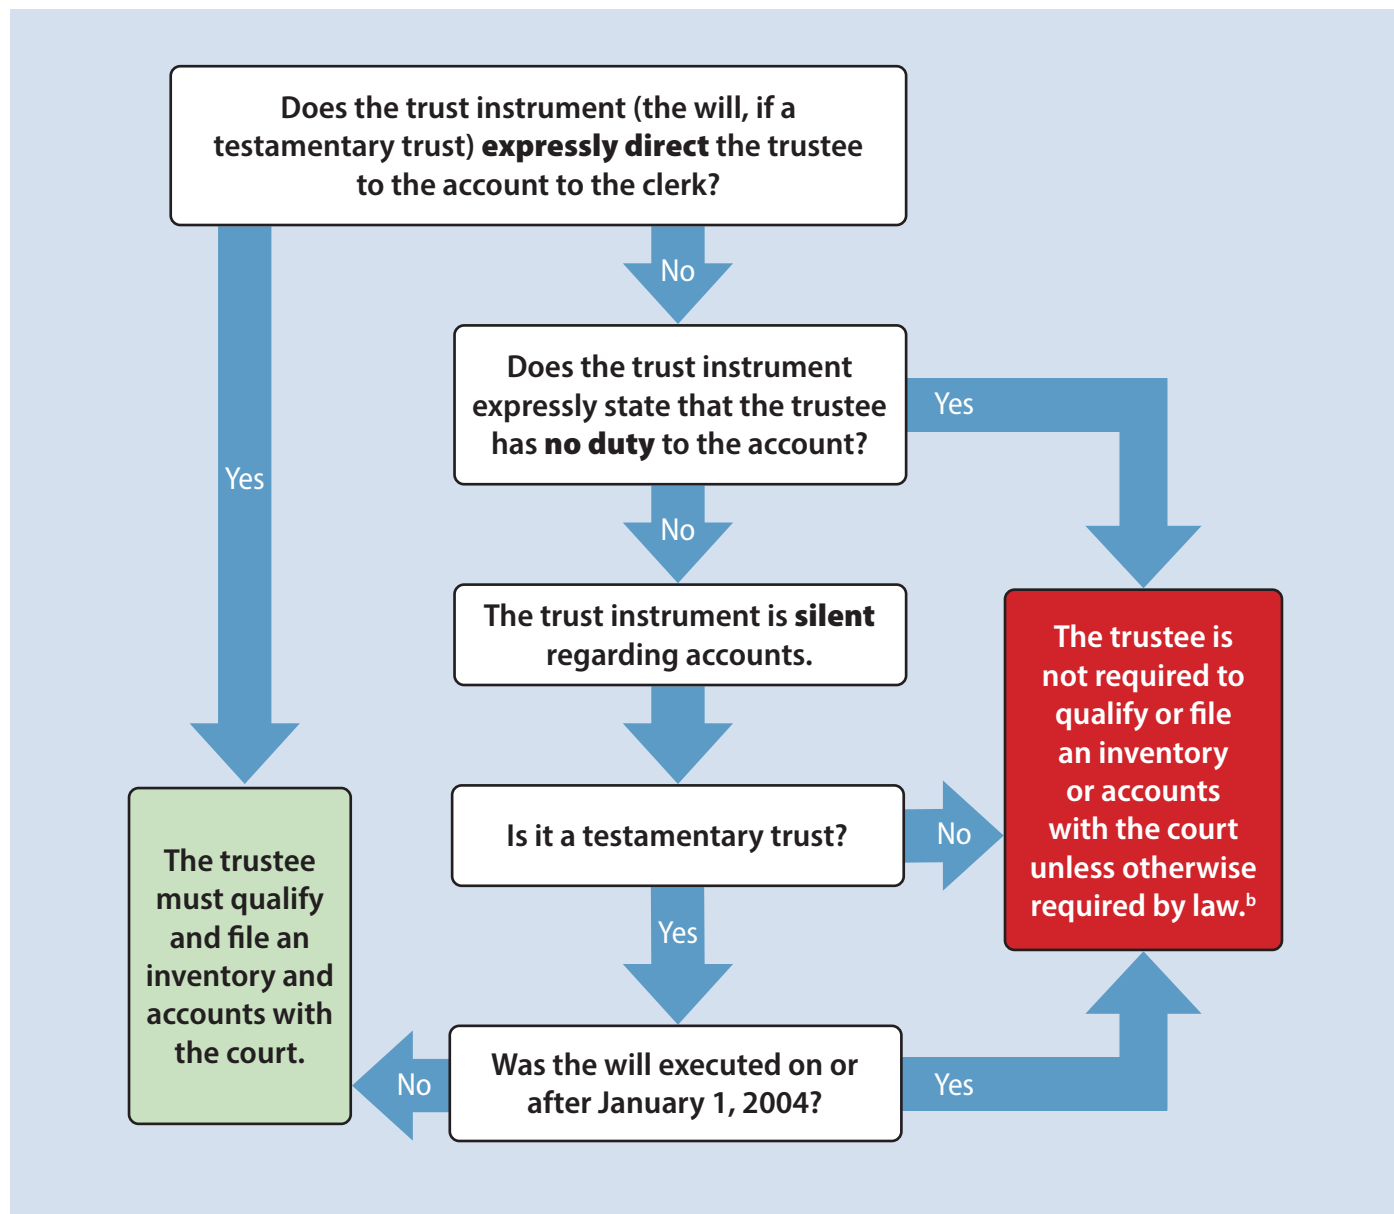 Does the trust instrument (the will, if a
testamentary trust) expressly direct the trustee
to the account to the clerk?
No
Does the trust instrument
expressly state that the trustee
has no duty to the account?
Yes
Yes
No
The trust instrument is silent
regarding accounts.
The trustee is
not required to
qualify or file
an inventory
or accounts
with the court
unless otherwise
required by law.b
Is it a testamentary trust?
No
The trustee
must qualify
and file an
inventory and
accounts with
the court.
Yes
Was the will executed on or
after January 1, 2004?
No
Yes